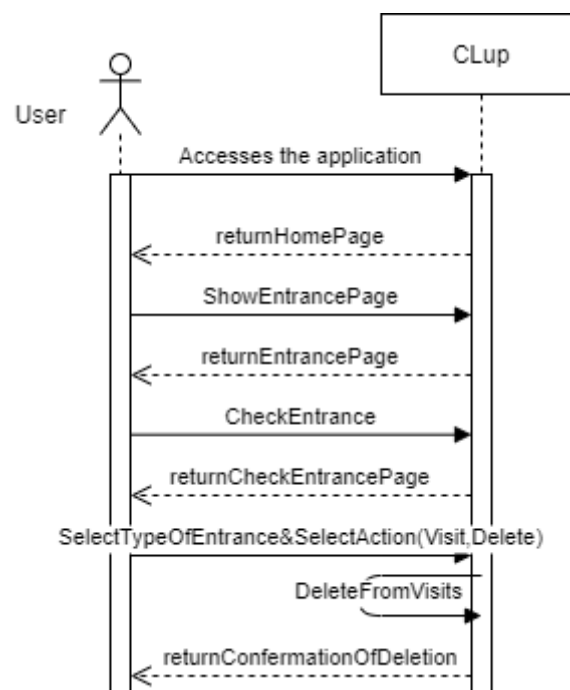 CLup
User
Accesses the application
returnHomePage
ShowEntrancePage
returnEntrancePage
CheckEntrance
returnCheckEntrancePage
SelectTypeOfEntrance&SelectAction(Visit,Delete)
DeleteFromVisits
returnConfermationOfDeletion